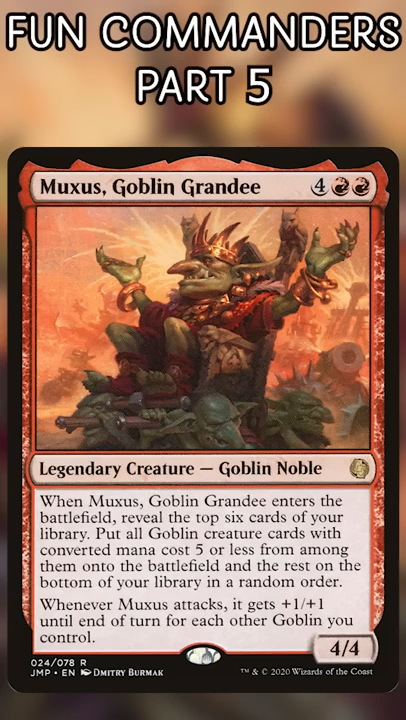 FUN COMMANDERS
PART 5
Muxus, Goblin Grandee 4
Legendary Creature — Goblin Noble
When Muxus, Goblin Grandee enters the
battlefield, reveal the top six cards of your
library. Put all Goblin creature cards with
converted mana cost 5 or less from among
them onto the battlefield and the rest on the
bottom of your library in a random order.
Whenever Muxus attacks, it gets +1/+1
until end of turn for each other Goblin you
control.
4/4
024/078 R
JMP • EN Dmitry Burmak
™ & © 2020 Wizards of the Coast